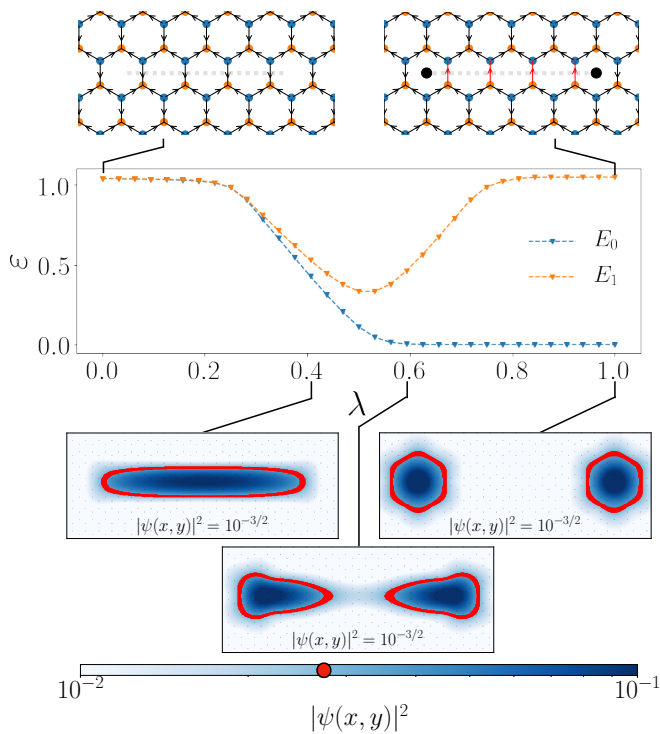 1.0
0.5
0.0
ε
E₀
E₁
0.0 0.2 0.4 0.6 0.8 1.0
λ
|ψ(x, y)|² = 10^{-3/2}
|ψ(x, y)|² = 10^{-3/2}
|ψ(x, y)|² = 10^{-3/2}
10^{-2} 10^{-1}
|ψ(x, y)|²